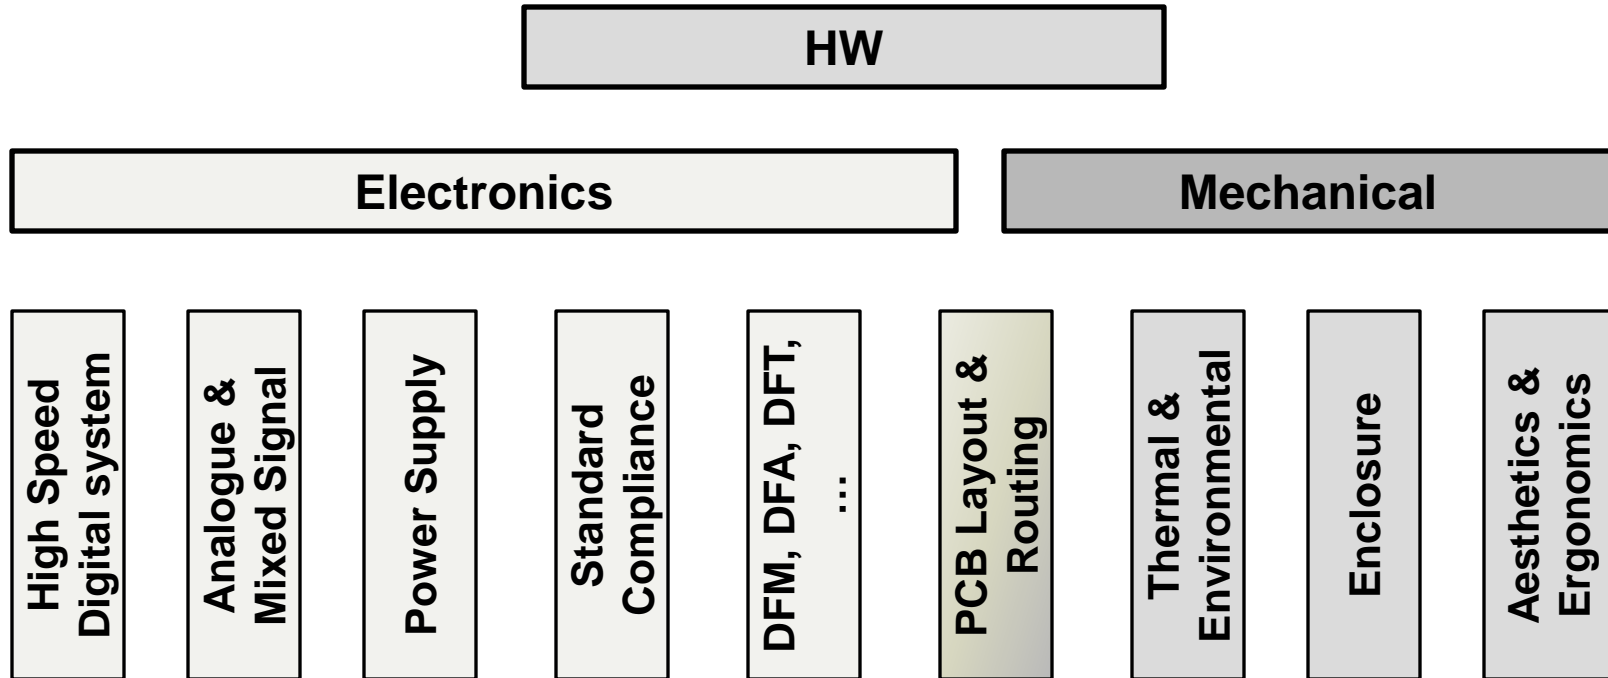 HW
Electronics
Mechanical
High Speed
Digital system
Analogue &
Mixed Signal
Power Supply
Standard
Compliance
DFM, DFA, DFT,
...
PCB Layout &
Routing
Thermal &
Environmental
Enclosure
Aesthetics &
Ergonomics